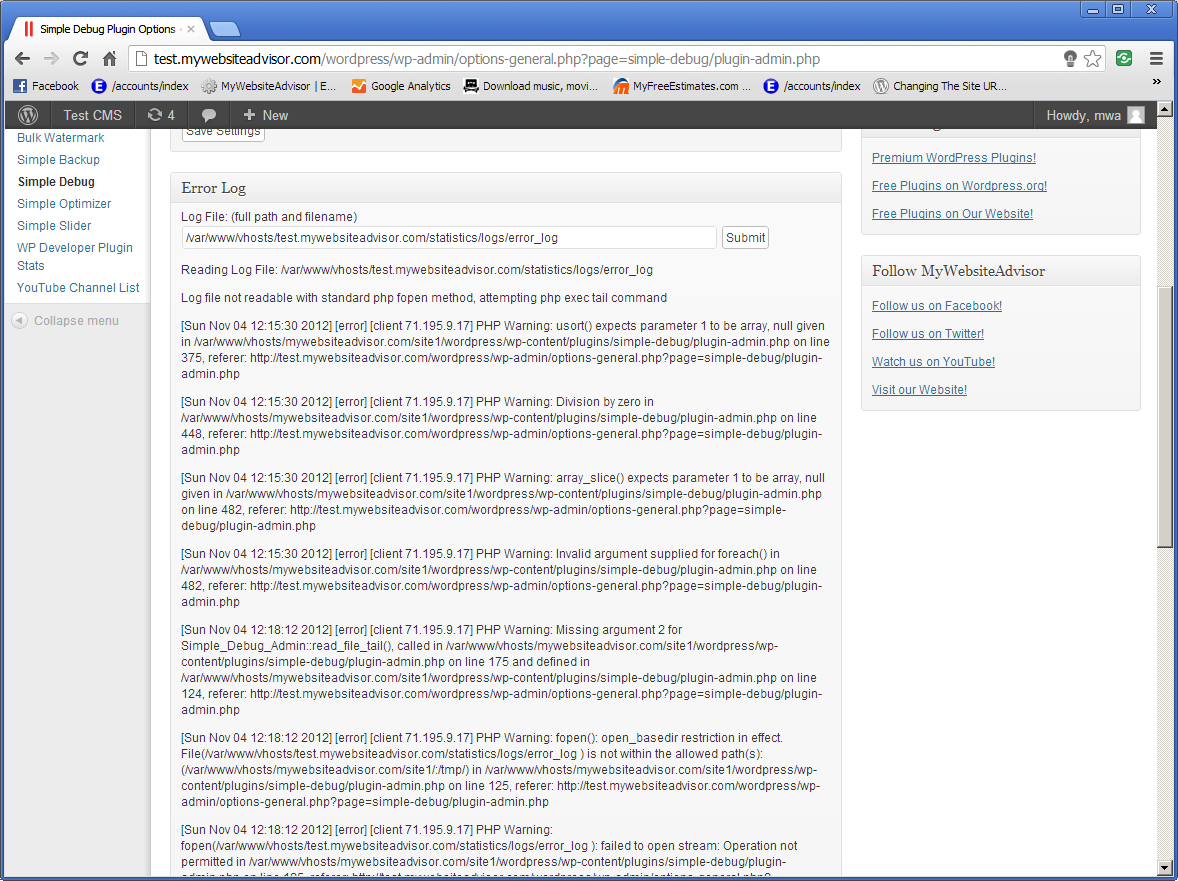 Simple Debug Plugin Options
test.mywebsiteadvisor.com/wordpress/wp-admin/options-general.php?page=simple-debug/plugin-admin.php
Facebook
/accounts/index
MyWebsiteAdvisor | E...
Google Analytics
Download music, movi...
MyFreeEstimates.com ...
/accounts/index
Changing The Site UR...
»
Test CMS
4
New
Howdy, mwa
Bulk Watermark
Simple Backup
Simple Debug
Simple Optimizer
Simple Slider
WP Developer Plugin
Stats
YouTube Channel List
Collapse menu
Save Settings
Error Log
Log File: (full path and filename)
/var/www/vhosts/test.mywebsiteadvisor.com/statistics/logs/error_log
Submit
Reading Log File: /var/www/vhosts/test.mywebsiteadvisor.com/statistics/logs/error_log
Log file not readable with standard php fopen method, attempting php exec tail command
[Sun Nov 04 12:15:30 2012] [error] [client 71.195.9.17] PHP Warning: usort() expects parameter 1 to be array, null given
in /var/www/vhosts/mywebsiteadvisor.com/site1/wordpress/wp-content/plugins/simple-debug/plugin-admin.php on line
375, referer: http://test.mywebsiteadvisor.com/wordpress/wp-admin/options-general.php?page=simple-debug/plugin-
admin.php
[Sun Nov 04 12:15:30 2012] [error] [client 71.195.9.17] PHP Warning: Division by zero in
/var/www/vhosts/mywebsiteadvisor.com/site1/wordpress/wp-content/plugins/simple-debug/plugin-admin.php on line
448, referer: http://test.mywebsiteadvisor.com/wordpress/wp-admin/options-general.php?page=simple-debug/plugin-
admin.php
[Sun Nov 04 12:15:30 2012] [error] [client 71.195.9.17] PHP Warning: array_slice() expects parameter 1 to be array, null
given in /var/www/vhosts/mywebsiteadvisor.com/site1/wordpress/wp-content/plugins/simple-debug/plugin-admin.php
on line 482, referer: http://test.mywebsiteadvisor.com/wordpress/wp-admin/options-general.php?page=simple-
debug/plugin-admin.php
[Sun Nov 04 12:15:30 2012] [error] [client 71.195.9.17] PHP Warning: Invalid argument supplied for foreach() in
/var/www/vhosts/mywebsiteadvisor.com/site1/wordpress/wp-content/plugins/simple-debug/plugin-admin.php on line
482, referer: http://test.mywebsiteadvisor.com/wordpress/wp-admin/options-general.php?page=simple-debug/plugin-
admin.php
[Sun Nov 04 12:18:12 2012] [error] [client 71.195.9.17] PHP Warning: Missing argument 2 for
Simple_Debug_Admin::read_file_tail(), called in /var/www/vhosts/mywebsiteadvisor.com/site1/wordpress/wp-
content/plugins/simple-debug/plugin-admin.php on line 175 and defined in
/var/www/vhosts/mywebsiteadvisor.com/site1/wordpress/wp-content/plugins/simple-debug/plugin-admin.php on line
124, referer: http://test.mywebsiteadvisor.com/wordpress/wp-admin/options-general.php?page=simple-debug/plugin-
admin.php
[Sun Nov 04 12:18:12 2012] [error] [client 71.195.9.17] PHP Warning: fopen(): open_basedir restriction in effect.
File(/var/www/vhosts/test.mywebsiteadvisor.com/statistics/logs/error_log ) is not within the allowed path(s):
(/var/www/vhosts/mywebsiteadvisor.com/site1/:/tmp/) in /var/www/vhosts/mywebsiteadvisor.com/site1/wordpress/wp-
content/plugins/simple-debug/plugin-admin.php on line 125, referer: http://test.mywebsiteadvisor.com/wordpress/wp-
admin/options-general.php?page=simple-debug/plugin-admin.php
[Sun Nov 04 12:18:12 2012] [error] [client 71.195.9.17] PHP Warning:
fopen(/var/www/vhosts/test.mywebsiteadvisor.com/statistics/logs/error_log ): failed to open stream: Operation not
permitted in /var/www/vhosts/mywebsiteadvisor.com/site1/wordpress/wp-content/plugins/simple-debug/plugin-
Premium WordPress Plugins!
Free Plugins on Wordpress.org!
Free Plugins on Our Website!
Follow MyWebsiteAdvisor
Follow us on Facebook!
Follow us on Twitter!
Watch us on YouTube!
Visit our Website!